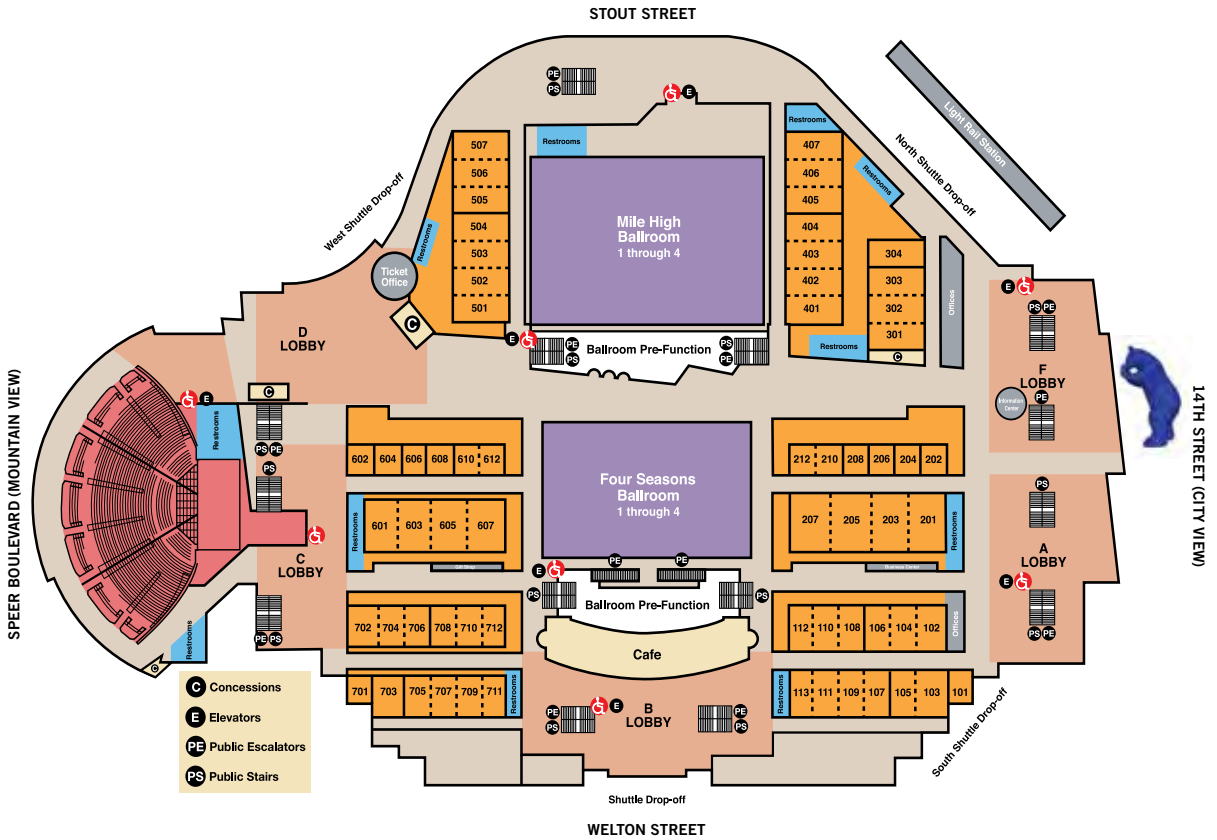 STOUT STREET
PE
PS
E
Restrooms
Restrooms
Light Rail Station
North Shuttle Drop-off
West Shuttle Drop-off
507
506
505
504
503
502
501
Restrooms
Mile High
Ballroom
1 through 4
407
406
405
404
403
402
401
Restrooms
304
303
302
301
C
Restrooms
Offices
Ticket
Office
C
D
LOBBY
E
PE
PS
Ballroom Pre-Function
PS
PE
E
PS PE
F
LOBBY
Information
Center
PE
14TH STREET (CITY VIEW)
SPEER BOULEVARD (MOUNTAIN VIEW)
E
C
Restrooms
PS PE
PS
602 604 606 608 610 612
Four Seasons
Ballroom
1 through 4
212 210 208 206 204 202
Restrooms
601 603 605 607
Gift Shop
207 205 203 201
Restrooms
Business Center
PS
A
LOBBY
E
PS PE
C
LOBBY
PE PS
PE
PE
E
PS
Ballroom Pre-Function
PS
702 704 706 708 710 712
Cafe
112 110 108 106 104 102
Offices
Restrooms
C
701 703 705 707 709 711
Restrooms
PE
PS
E
B
LOBBY
PE
PS
Restrooms
113 111 109 107 105 103 101
South Shuttle Drop-off
C Concessions
E Elevators
PE Public Escalators
PS Public Stairs
Shuttle Drop-off
WELTON STREET